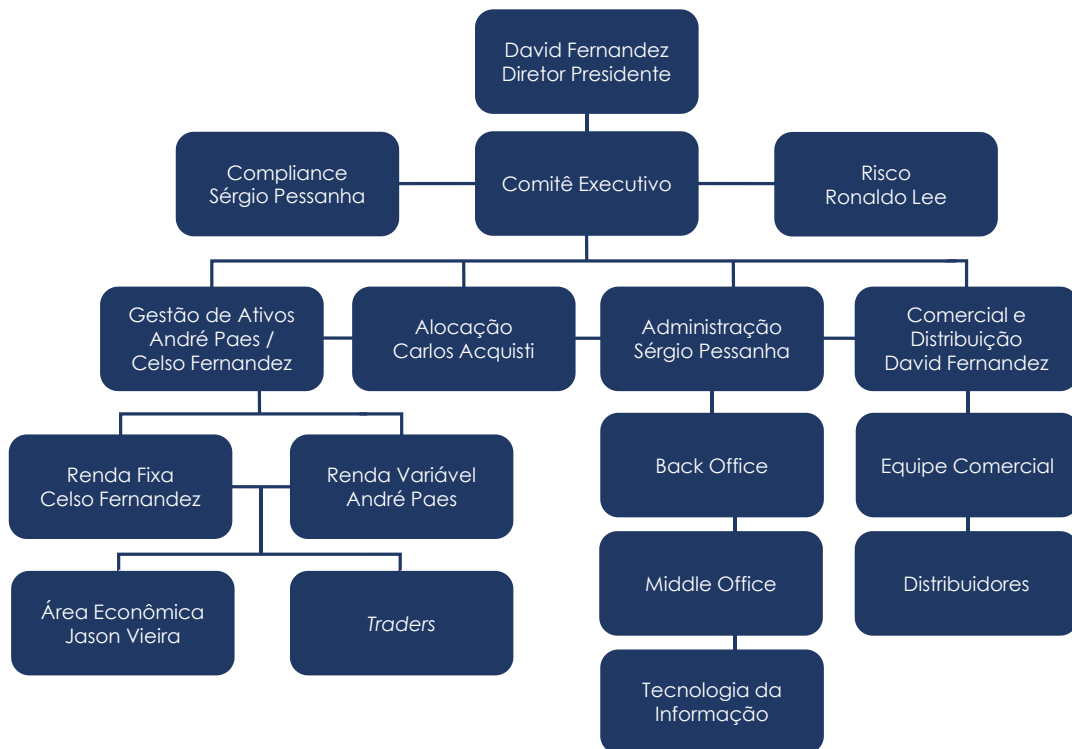 David Fernandez
Diretor Presidente
Compliance
Sérgio Pessanha
Comitê Executivo
Risco
Ronaldo Lee
Gestão de Ativos
André Paes /
Celso Fernandez
Alocação
Carlos Acquisti
Administração
Sérgio Pessanha
Comercial e
Distribuição
David Fernandez
Renda Fixa
Celso Fernandez
Renda Variável
André Paes
Back Office
Equipe Comercial
Área Econômica
Jason Vieira
Traders
Middle Office
Distribuidores
Tecnologia da
Informação